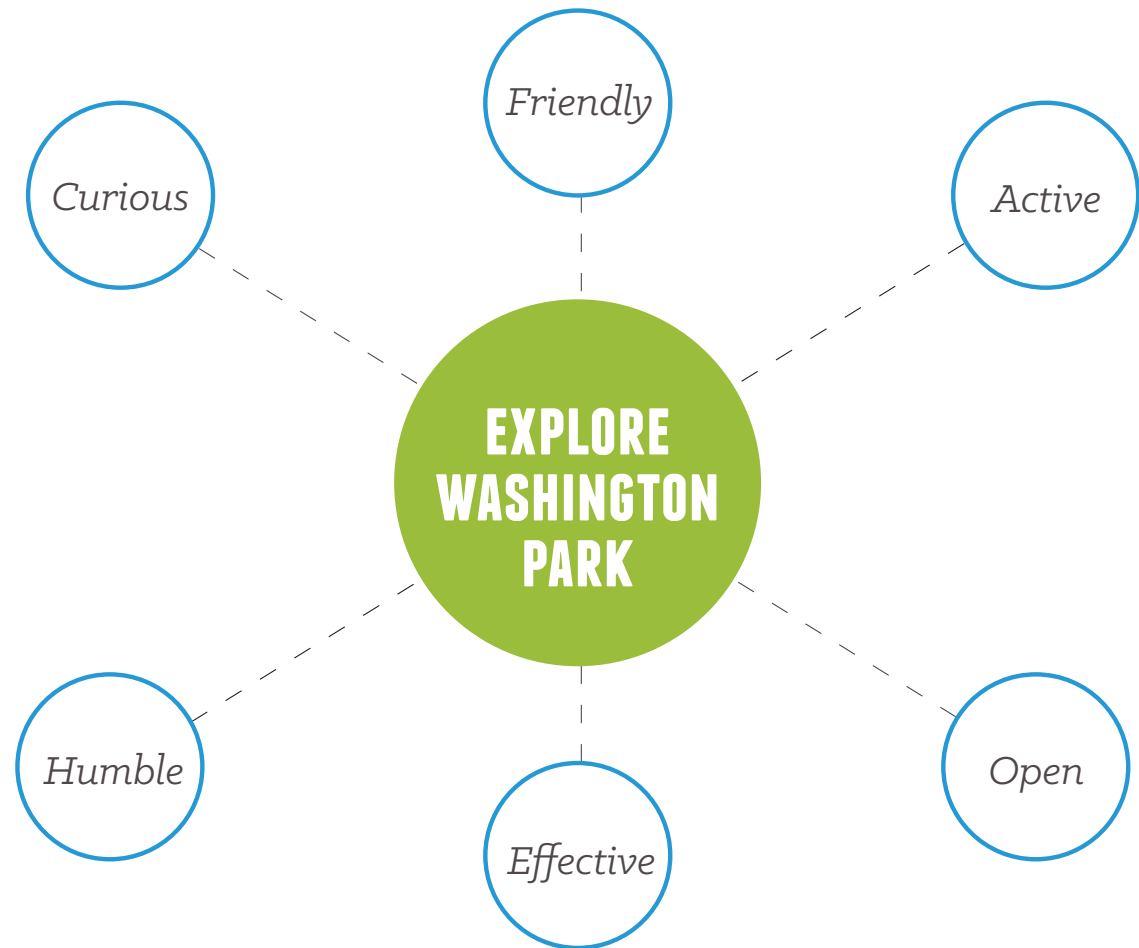 Friendly
Curious
Active
EXPLORE
WASHINGTON
PARK
Humble
Open
Effective